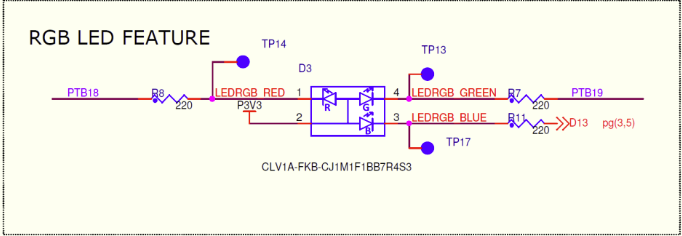 RGB LED FEATURE
TP14
TP13
D3
PTB18
R8
220
LEDRGB_RED
1
R
G
4
LEDRGB_GREEN
R7
220
PTB19
P3V3
2
B
3
LEDRGB_BLUE
R11
220
D13
pg(3,5)
TP17
CLV1A-FKB-CJ1M1F1BB7R4S3